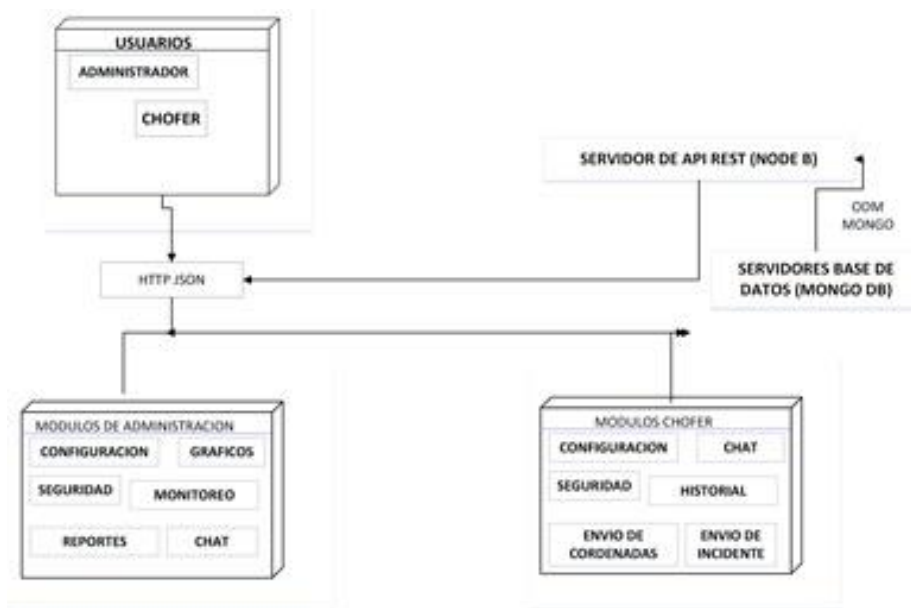 USUARIOS
ADMINISTRADOR
CHOFER
SERVIDOR DE API REST (NODE B)
ODM
MONGO
HTTP JSON
SERVIDORES BASE DE
DATOS (MONGO DB)
MODULOS DE ADMINISTRACION
CONFIGURACION
GRAFICOS
SEGURIDAD
MONITOREO
REPORTES
CHAT
MODULOS CHOFER
CONFIGURACION
CHAT
SEGURIDAD
HISTORIAL
ENVIO DE
CORDENADAS
ENVIO DE
INCIDENTE